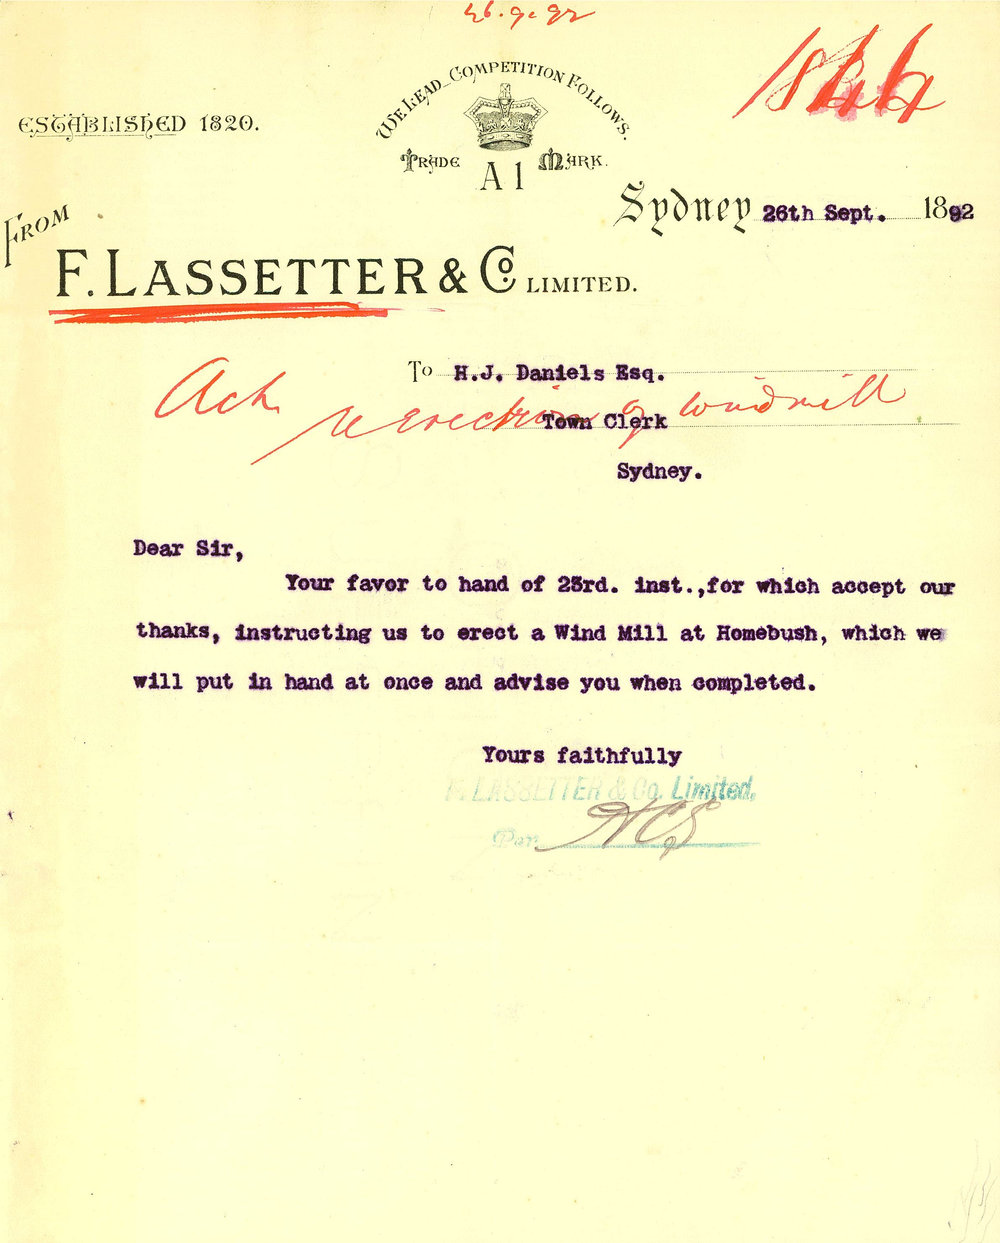 26.9.92
WE LEAD COMPETITION FOLLOWS.
ESTABLISHED 1820.
TRADE MARK.
A 1
Sydney 26th Sept. 1892
FROM
F. LASSETTER & Co LIMITED.
To H.J. Daniels Esq.
Ack re erection of windmill
Town Clerk
Sydney.
Dear Sir,
Your favor to hand of 23rd. inst.,for which accept our
thanks, instructing us to erect a Wind Mill at Homebush, which we
will put in hand at once and advise you when completed.
Yours faithfully
F. LASSETTER & Co. Limited.
Per